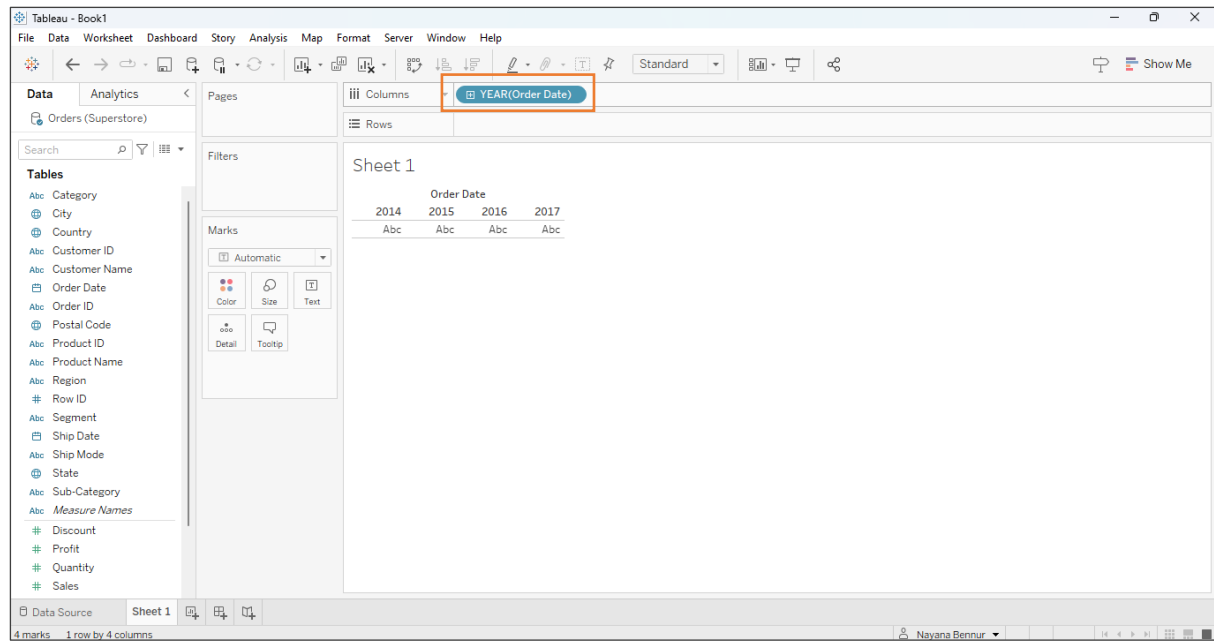 Tableau - Book1
File Data Worksheet Dashboard Story Analysis Map Format Server Window Help
Standard
Show Me
Data Analytics
Orders (Superstore)
Search
Tables
Abc Category
City
Country
Abc Customer ID
Abc Customer Name
Order Date
Abc Order ID
Postal Code
Abc Product ID
Abc Product Name
Abc Region
# Row ID
Abc Segment
Ship Date
Abc Ship Mode
State
Abc Sub-Category
Abc Measure Names
# Discount
# Profit
# Quantity
# Sales
Pages
Filters
Marks
T Automatic
Color Size Text
Detail Tooltip
Columns YEAR(Order Date)
Rows
Sheet 1
Order Date
2014 2015 2016 2017
Abc Abc Abc Abc
Data Source Sheet 1
4 marks 1 row by 4 columns
Nayana Bennur